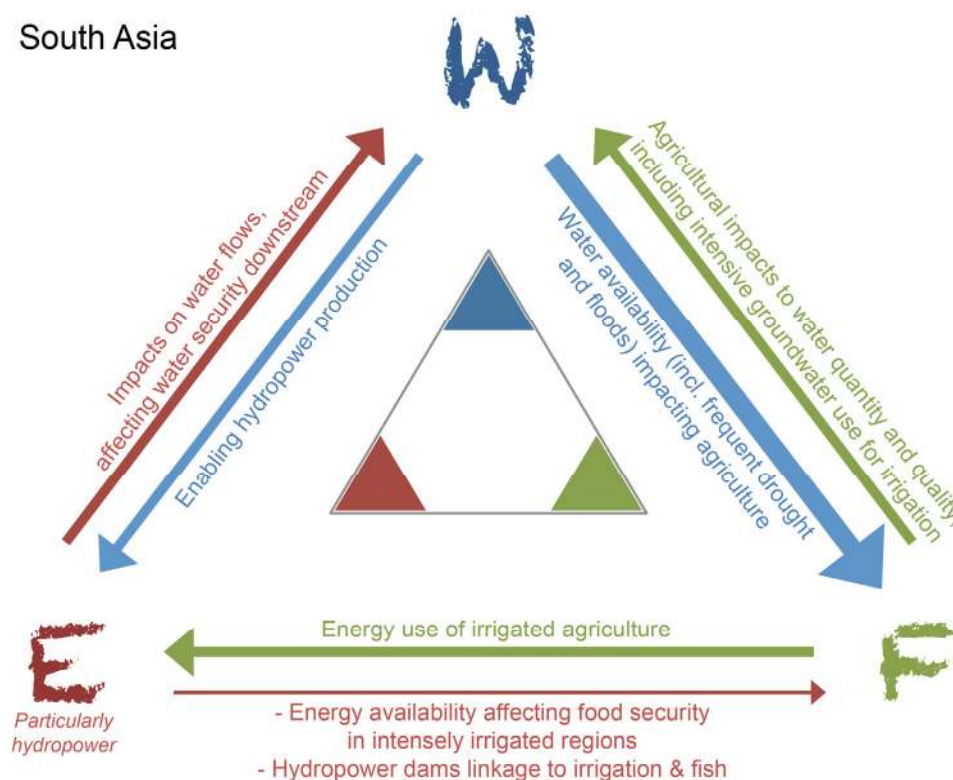 South Asia
W
Impacts on water flows,
affecting water security downstream
Enabling hydropower production
Water availability (incl. frequent drought
and floods) impacting agriculture
Agricultural impacts to water quantity and quality,
including intensive groundwater use for irrigation
E
Particularly
hydropower
F
Energy use of irrigated agriculture
- Energy availability affecting food security
in intensely irrigated regions
- Hydropower dams linkage to irrigation & fish